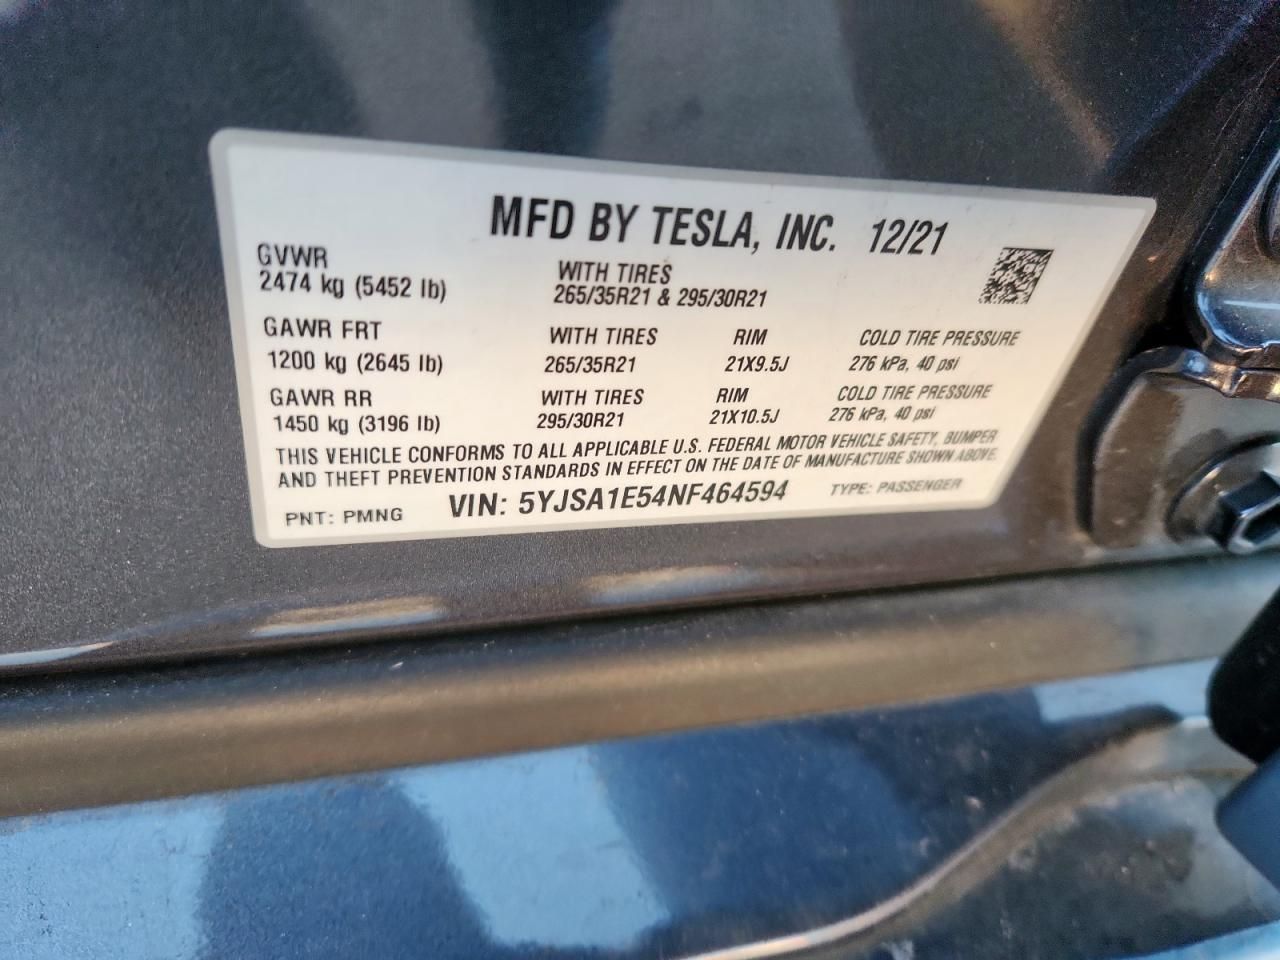 MFD BY TESLA, INC. 12/21
GVWR
2474 kg (5452 lb)
WITH TIRES
265/35R21 & 295/30R21
GAWR FRT WITH TIRES RIM COLD TIRE PRESSURE
1200 kg (2645 lb) 265/35R21 21X9.5J 276 kPa, 40 psi
GAWR RR WITH TIRES RIM COLD TIRE PRESSURE
1450 kg (3196 lb) 295/30R21 21X10.5J 276 kPa, 40 psi
THIS VEHICLE CONFORMS TO ALL APPLICABLE U.S. FEDERAL MOTOR VEHICLE SAFETY, BUMPER
AND THEFT PREVENTION STANDARDS IN EFFECT ON THE DATE OF MANUFACTURE SHOWN ABOVE.
PNT: PMNG VIN: 5YJSA1E54NF464594 TYPE: PASSENGER